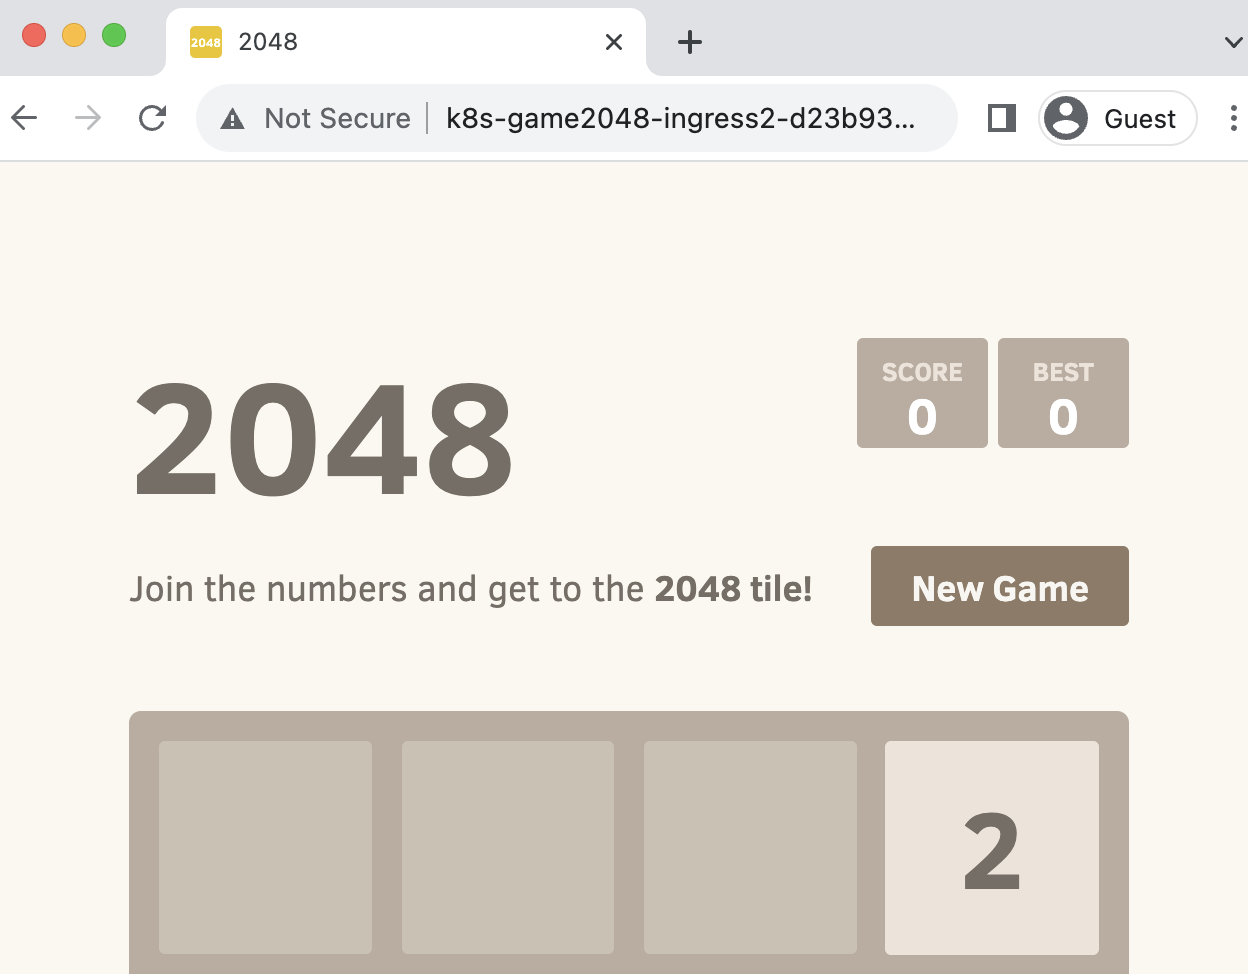 2048 2048
Not Secure k8s-game2048-ingress2-d23b93... Guest
SCORE BEST
0 0
2048
Join the numbers and get to the 2048 tile! New Game
2